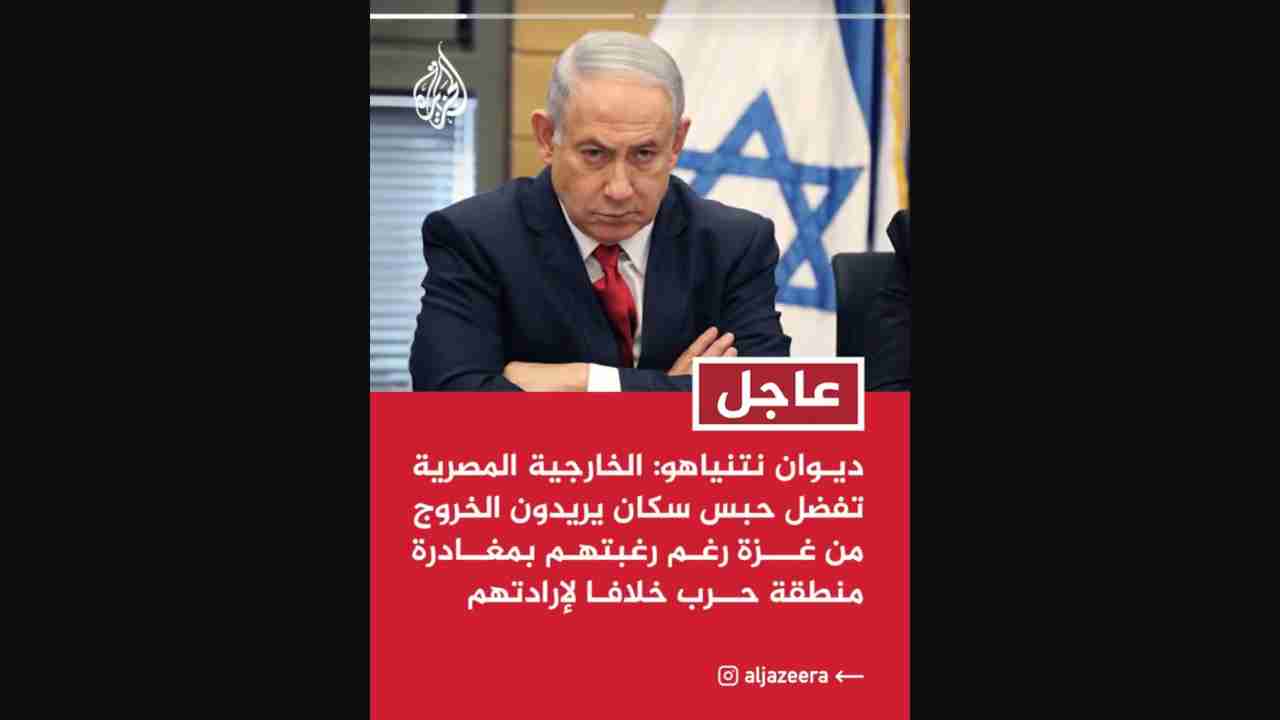 الجزيرة
عاجل
ديوان نتنياهو: الخارجية المصرية
تفضل حبس سكان يريدون الخروج
من غزة رغم رغبتهم بمغادرة
منطقة حرب خلافا لإرادتهم
aljazeera